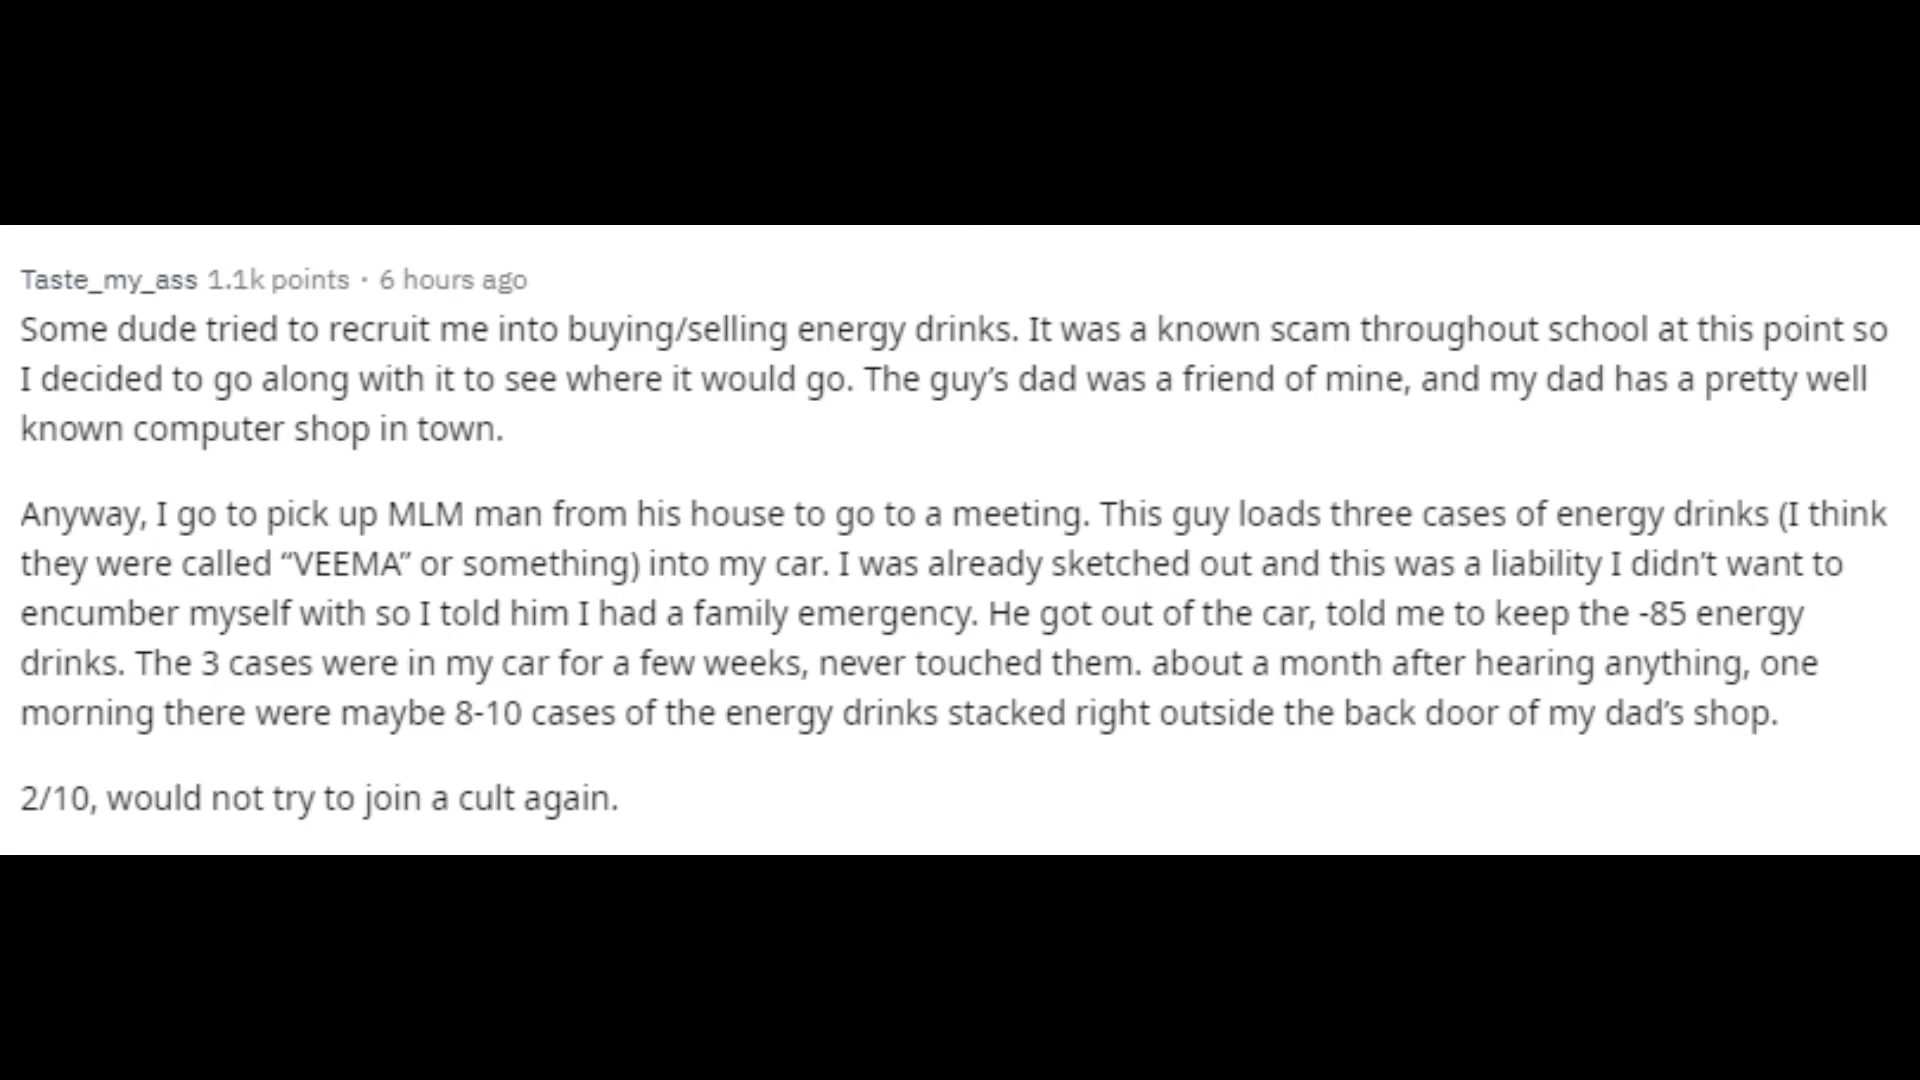 Taste_my_ass 1.1k points · 6 hours ago
Some dude tried to recruit me into buying/selling energy drinks. It was a known scam throughout school at this point so
I decided to go along with it to see where it would go. The guy’s dad was a friend of mine, and my dad has a pretty well
known computer shop in town.
Anyway, I go to pick up MLM man from his house to go to a meeting. This guy loads three cases of energy drinks (I think
they were called “VEEMA” or something) into my car. I was already sketched out and this was a liability I didn’t want to
encumber myself with so I told him I had a family emergency. He got out of the car, told me to keep the -85 energy
drinks. The 3 cases were in my car for a few weeks, never touched them. about a month after hearing anything, one
morning there were maybe 8-10 cases of the energy drinks stacked right outside the back door of my dad’s shop.
2/10, would not try to join a cult again.